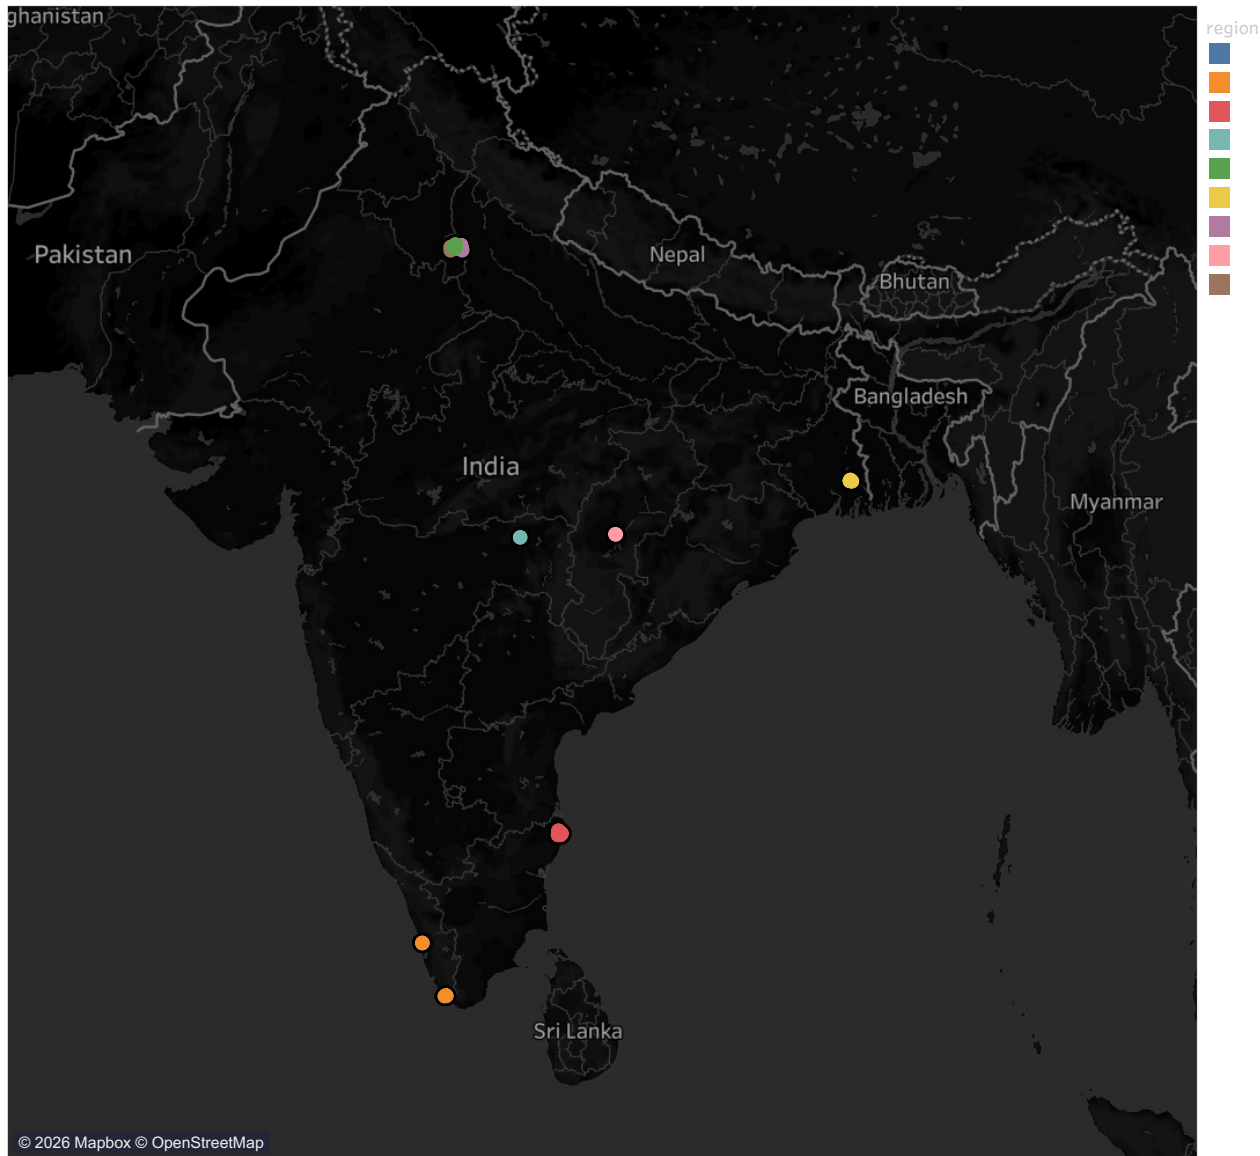 ghanistan
region
Pakistan
Nepal
Bhutan
Bangladesh
India
Myanmar
Sri Lanka
© 2026 Mapbox © OpenStreetMap